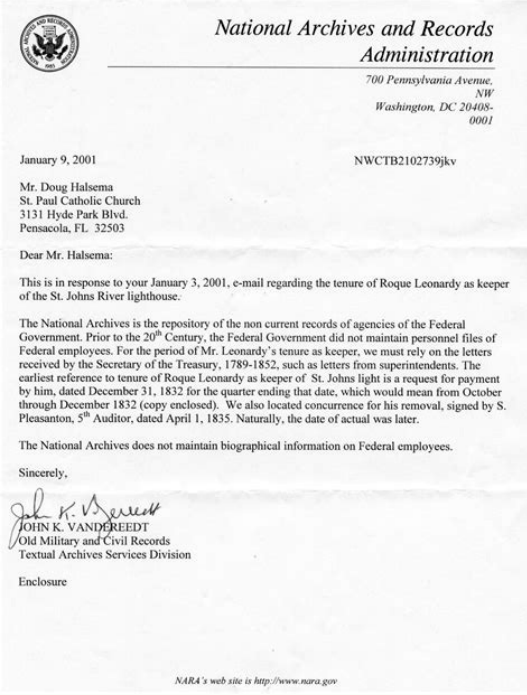 National Archives and Records
Administration
700 Pennsylvania Avenue,
NW
Washington, DC 20408-
0001
January 9, 2001
NWCTB2102739jkv
Mr. Doug Halsema
St. Paul Catholic Church
3131 Hyde Park Blvd.
Pensacola, FL 32503
Dear Mr. Halsema:
This is in response to your January 3, 2001, e-mail regarding the tenure of Roque Leonardy as keeper
of the St. Johns River lighthouse.
The National Archives is the repository of the non current records of agencies of the Federal
Government. Prior to the 20th Century, the Federal Government did not maintain personnel files of
Federal employees. For the period of Mr. Leonardy's tenure as keeper, we must rely on the letters
received by the Secretary of the Treasury, 1789-1852, such as letters from superintendents. The
earliest reference to tenure of Roque Leonardy as keeper of St. Johns light is a request for payment
by him, dated December 31, 1832 for the quarter ending that date, which would mean from October
through December 1832 (copy enclosed). We also located concurrence for his removal, signed by S.
Pleasanton, 5th Auditor, dated April 1, 1835. Naturally, the date of actual was later.
The National Archives does not maintain biographical information on Federal employees.
Sincerely,
John K. Vandereedt
JOHN K. VANDEREEDT
Old Military and Civil Records
Textual Archives Services Division
Enclosure
NARA's web site is http://www.nara.gov